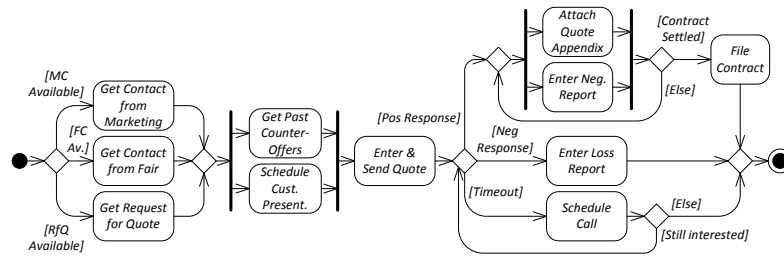 [MC
Available]
Get Contact
from
Marketing
[FC
Av.]
Get Contact
from Fair
Get Request
for Quote
[RfQ
Available]
Get Past
Counter-
Offers
Schedule
Cust.
Present.
Enter &
Send Quote
[Pos Response]
Attach
Quote
Appendix
Enter Neg.
Report
[Contract
Settled]
[Else]
File
Contract
[Neg
Response]
Enter Loss
Report
[Timeout]
Schedule
Call
[Else]
[Still interested]